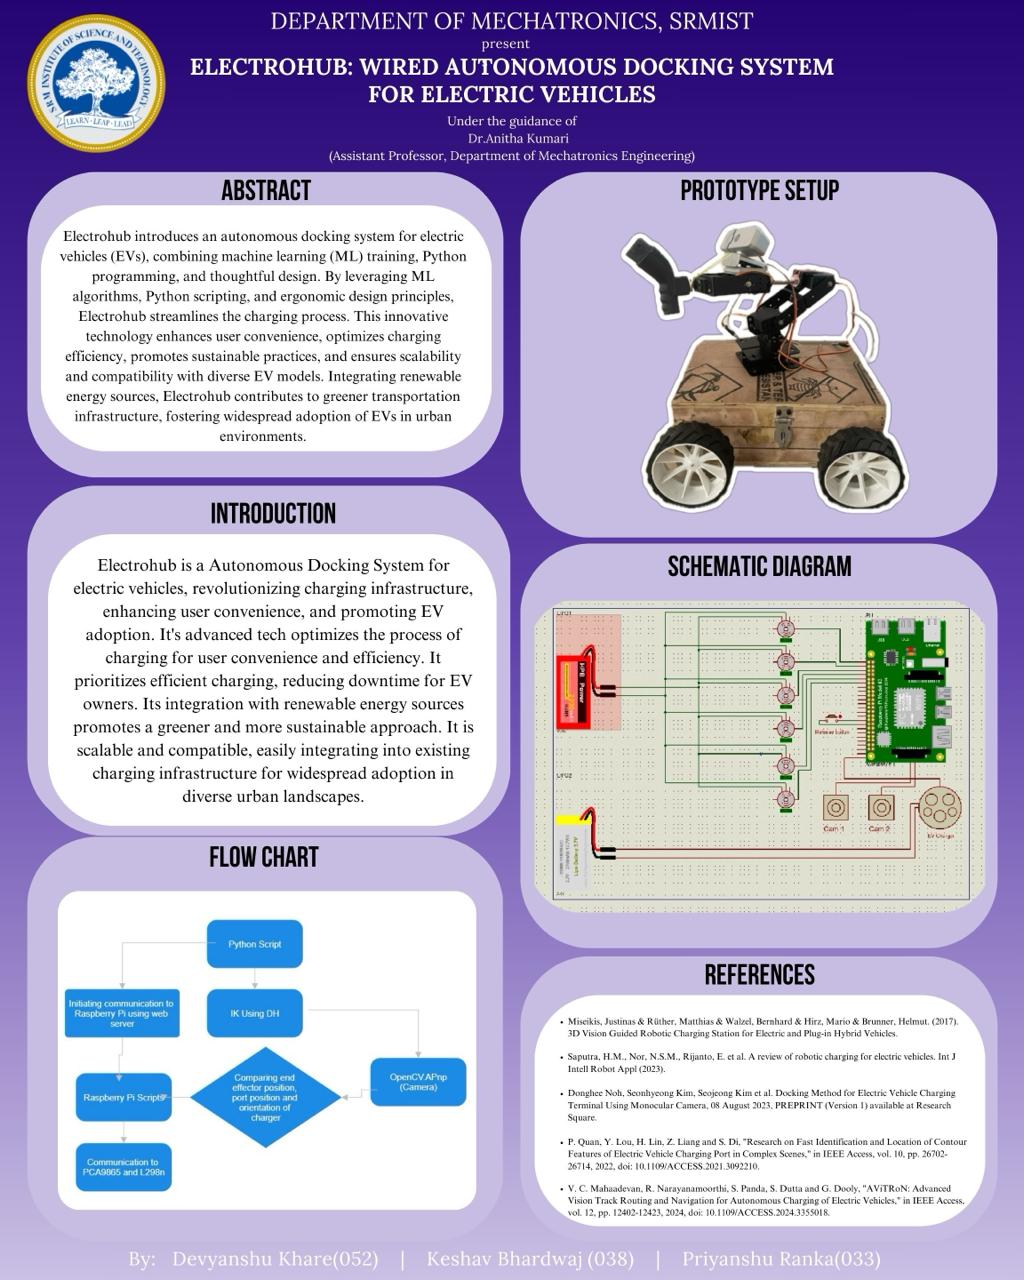 DEPARTMENT OF MECHATRONICS, SRMIST
present
ELECTROHUB: WIRED AUTONOMOUS DOCKING SYSTEM
FOR ELECTRIC VEHICLES
Under the guidance of
Dr.Anitha Kumari
(Assistant Professor, Department of Mechatronics Engineering)
SRM INSTITUTE OF SCIENCE AND TECHNOLOGY
LEARN - LEAP - LEAD
ABSTRACT
Electrohub introduces an autonomous docking system for electric
vehicles (EVs), combining machine learning (ML) training, Python
programming, and thoughtful design. By leveraging ML
algorithms, Python scripting, and ergonomic design principles,
Electrohub streamlines the charging process. This innovative
technology enhances user convenience, optimizes charging
efficiency, promotes sustainable practices, and ensures scalability
and compatibility with diverse EV models. Integrating renewable
energy sources, Electrohub contributes to greener transportation
infrastructure, fostering widespread adoption of EVs in urban
environments.
INTRODUCTION
Electrohub is a Autonomous Docking System for
electric vehicles, revolutionizing charging infrastructure,
enhancing user convenience, and promoting EV
adoption. It's advanced tech optimizes the process of
charging for user convenience and efficiency. It
prioritizes efficient charging, reducing downtime for EV
owners. Its integration with renewable energy sources
promotes a greener and more sustainable approach. It is
scalable and compatible, easily integrating into existing
charging infrastructure for widespread adoption in
diverse urban landscapes.
FLOW CHART
Python Script
Initiating communication to
Raspberry Pi using web
server
IK Using DH
Raspberry Pi Scripts
Comparing end
effector position,
port position and
orientation of
charger
OpenCV.APnp
(Camera)
Communication to
PCA9865 and L298n
PROTOTYPE SETUP
SCHEMATIC DIAGRAM
Power
Cam 1
Cam 2
REFERENCES
• Miseikis, Justinas & Rüther, Matthias & Walzel, Bernhard & Hirz, Mario & Brunner, Helmut. (2017).
3D Vision Guided Robotic Charging Station for Electric and Plug-in Hybrid Vehicles.
• Saputra, H.M., Nor, N.S.M., Rijanto, E. et al. A review of robotic charging for electric vehicles. Int J
Intell Robot Appl (2023).
• Donghee Noh, Seonhyeong Kim, Seojeong Kim et al. Docking Method for Electric Vehicle Charging
Terminal Using Monocular Camera, 08 August 2023, PREPRINT (Version 1) available at Research
Square.
• P. Quan, Y. Lou, H. Lin, Z. Liang and S. Di, "Research on Fast Identification and Location of Contour
Features of Electric Vehicle Charging Port in Complex Scenes," in IEEE Access, vol. 10, pp. 26702-
26714, 2022, doi: 10.1109/ACCESS.2021.3092210.
• V. C. Mahaadevan, R. Narayanamoorthi, S. Panda, S. Dutta and G. Dooly, "AViTRoN: Advanced
Vision Track Routing and Navigation for Autonomous Charging of Electric Vehicles," in IEEE Access,
vol. 12, pp. 12402-12423, 2024, doi: 10.1109/ACCESS.2024.3355018.
By: Devyanshu Khare(052) | Keshav Bhardwaj (038) | Priyanshu Ranka(033)